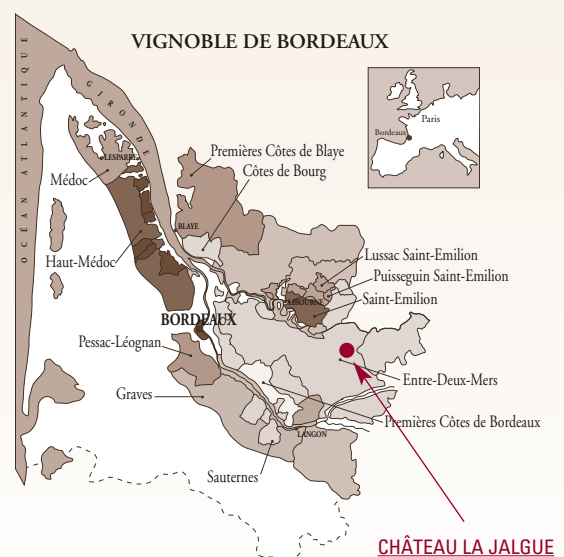 VIGNOBLE DE BORDEAUX
OCÉAN ATLANTIQUE
GIRONDE
Paris
Bordeaux
LESPARRE
Médoc
Premières Côtes de Blaye
Côtes de Bourg
BLAYE
Haut-Médoc
Lussac Saint-Emilion
Puisseguin Saint-Emilion
LIBOURNE
Saint-Emilion
BORDEAUX
Pessac-Léognan
Entre-Deux-Mers
Graves
Premières Côtes de Bordeaux
LANGON
Sauternes
CHÂTEAU LA JALGUE